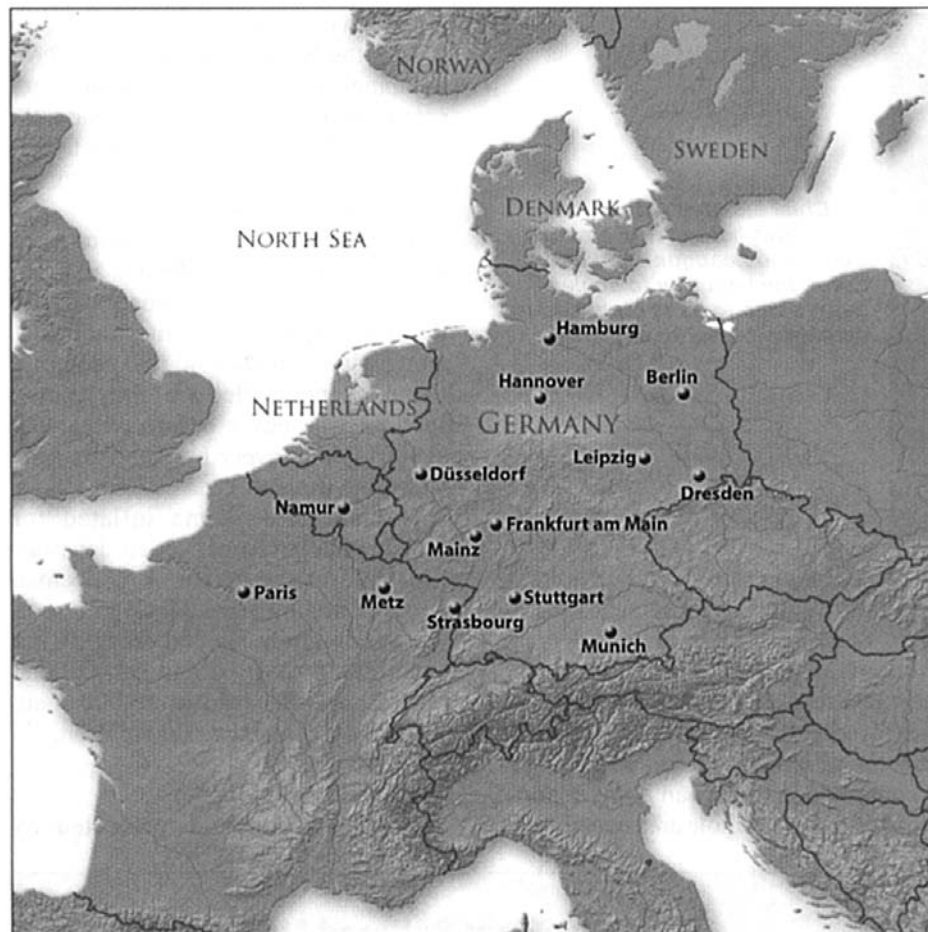 NORWAY
SWEDEN
DENMARK
NORTH SEA
Hamburg
Hannover
Berlin
NETHERLANDS
GERMANY
Leipzig
Düsseldorf
Dresden
Namur
Frankfurt am Main
Mainz
Paris
Metz
Stuttgart
Strasbourg
Munich